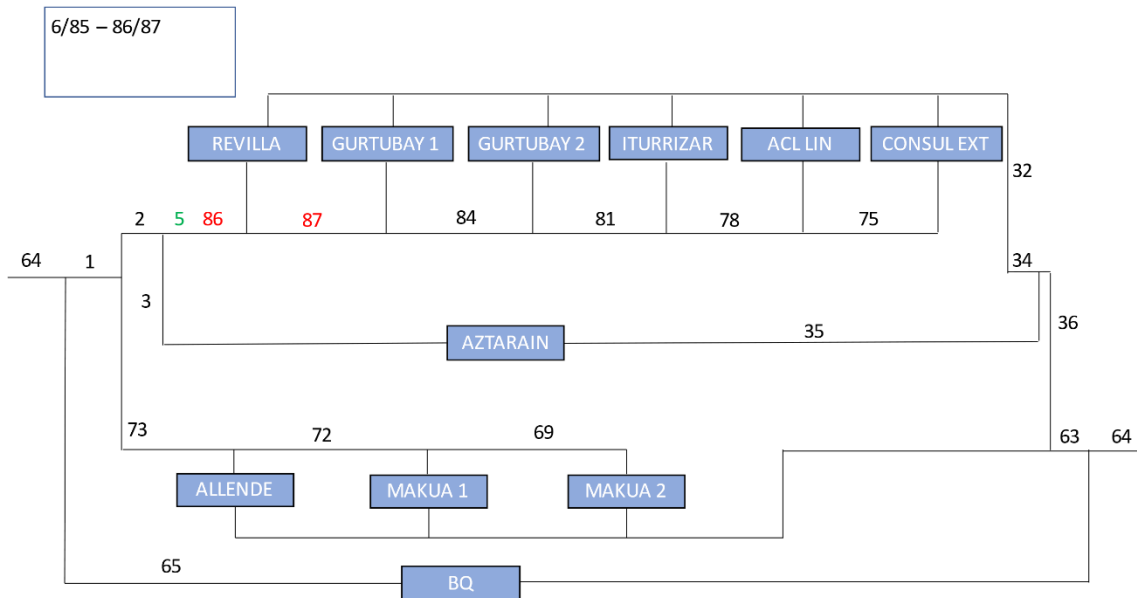 6/85 – 86/87
REVILLA GURTUBAY 1 GURTUBAY 2 ITURRIZAR ACL LIN CONSUL EXT
32
2 5 86 87 84 81 78 75
64 1 34
3
36
AZTARAIN 35
73 72 69 63 64
ALLENDE MAKUA 1 MAKUA 2
65
BQ